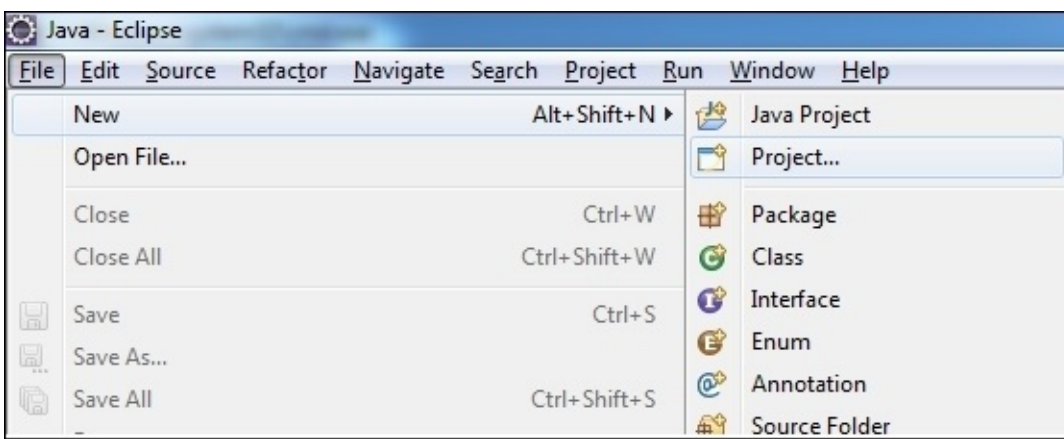 Java - Eclipse
File Edit Source Refactor Navigate Search Project Run Window Help
New Alt+Shift+N
Open File...
Close Ctrl+W
Close All Ctrl+Shift+W
Save Ctrl+S
Save As...
Save All Ctrl+Shift+S
Java Project
Project...
Package
Class
Interface
Enum
Annotation
Source Folder